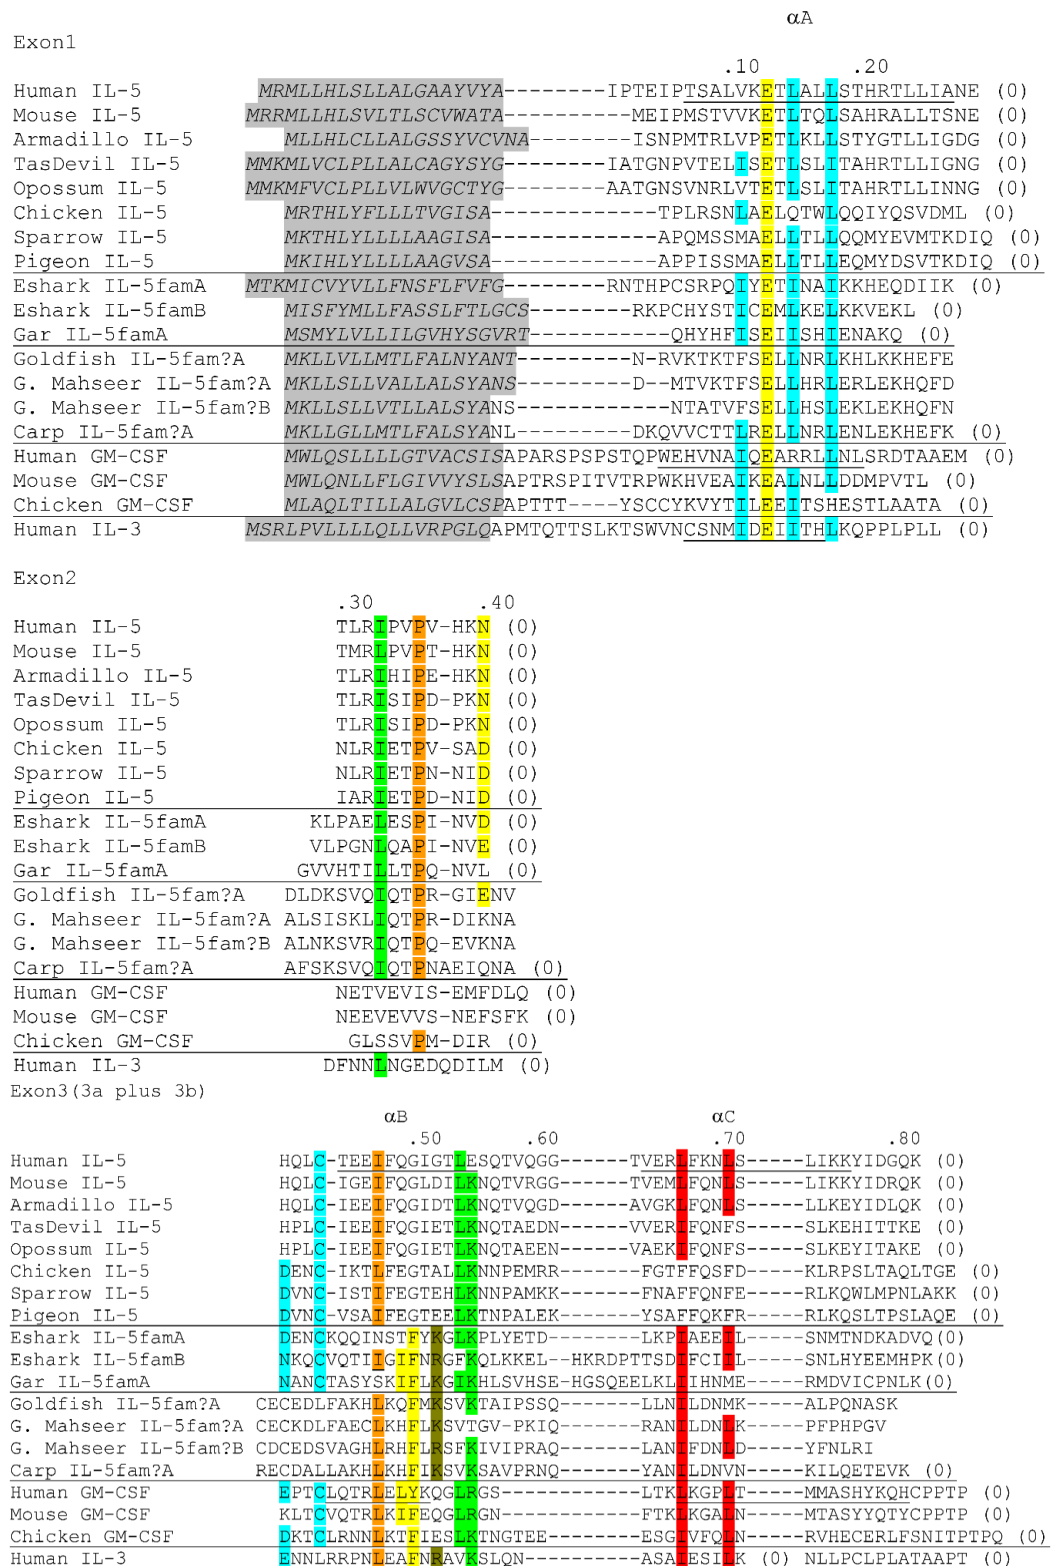 αA
Exon1
.10 .20
Human IL-5 MRMLLHLSLLALGAAYVYA--------IPTEIPTSALVKETLALLSTHRTLLIANE (0)
Mouse IL-5 MRRMLLHLSVLTLSCVWATA----------MEIPMSTVVKETLTQLSAHRALLTSNE (0)
Armadillo IL-5 MLLHLCLLALGSSYVCVNA--------ISNPMTRLVPETLKLLSTYGTLLIGDG (0)
TasDevil IL-5 MMKMLVCLPLLALCAGYSYG--------IATGNPVTELISETLSLITAHRTLLIGNG (0)
Opossum IL-5 MMKMFVCLPLLVLWVGCTYG--------AATGNSVNRLVTETLSLITAHRTLLINNG (0)
Chicken IL-5 MRTHLYFLLLTVGISA-------------TPLRSNLAELQTWLQQIYQSVDML (0)
Sparrow IL-5 MKTHLYLLLLAAGISA-------------APQMSSMAELLTLLQQMYEVMTKDIQ (0)
Pigeon IL-5 MKIHLYLLLLAAGVSA-------------APPISSMAELLTLLEQMYDSVTKDIQ (0)
Eshark IL-5famA MTKMICVYVLLFNSFLFVFG--------RNTHPCSRPQIYETINAIKKHEQDIIK (0)
Eshark IL-5famB MISFYMLLFASSLFTLGCS--------RKPCHYSTICEMLKELKKVEKL (0)
Gar IL-5famA MSMYLVLLILGVHYSGVRT-----------QHYHFISEIISHIENAKQ (0)
Goldfish IL-5fam?A MKLLVLLMTLFALNYANT---------N-RVKTKTFSELLNRLKHLKKHEFE
G. Mahseer IL-5fam?A MKLLSLLVALLALSYANS---------D--MTVKTFSELLHRLERLEKHQFD
G. Mahseer IL-5fam?B MKLLSLLVTLLALSYANS------------NTATVFSELLHSLEKLEKHQFN
Carp IL-5fam?A MKLLGLLMTLFALSYANL---------DKQVVCTTLRELLNRLENLEKHEFK (0)
Human GM-CSF MWLQSLLLLGTVACSISAPARSPSPSTQPWEHVNAIQEARRLLNLSRDTAAEM (0)
Mouse GM-CSF MWLQNLLFLGIVVYSLSAPTRSPITVTRPWKHVEAIKEALNLLDDMPVTL (0)
Chicken GM-CSF MLAQLTILLALGVLCSPAPTTT----YSCCYKVYTILEEITSHESTLAATA (0)
Human IL-3 MSRLPVLLLLQLLVRPGLQAPMTQTTSLKTSWVNCSNMIDEIITHLKQPPLPLL (0)
Exon2
.30 .40
Human IL-5 TLRIPVPV-HKN (0)
Mouse IL-5 TMRLPVPT-HKN (0)
Armadillo IL-5 TLRIHIPE-HKN (0)
TasDevil IL-5 TLRISIPD-PKN (0)
Opossum IL-5 TLRISIPD-PKN (0)
Chicken IL-5 NLRIETPV-SAD (0)
Sparrow IL-5 NLRIETPN-NID (0)
Pigeon IL-5 IARIETPD-NID (0)
Eshark IL-5famA KLPAELESPI-NVD (0)
Eshark IL-5famB VLPGNLQAPI-NVE (0)
Gar IL-5famA GVVHTILLTPQ-NVL (0)
Goldfish IL-5fam?A DLDKSVQIQTPR-GIENV
G. Mahseer IL-5fam?A ALSISKLIQTPR-DIKNA
G. Mahseer IL-5fam?B ALNKSVRIQTPQ-EVKNA
Carp IL-5fam?A AFSKSVQIQTPNAEIQNA (0)
Human GM-CSF NETVEVIS-EMFDLQ (0)
Mouse GM-CSF NEEVEVVS-NEFSFK (0)
Chicken GM-CSF GLSSVPM-DIR (0)
Human IL-3 DFNNLNGEDQDILM (0)
Exon3(3a plus 3b)
αB αC
.50 .60 .70 .80
Human IL-5 HQLC-TEEIFQGIGTLESQTVQGG-------TVERLFKNLS-----LIKKYIDGQK (0)
Mouse IL-5 HQLC-IGEIFQGLDILKNQTVRGG-------TVEMLFQNLS-----LIKKYIDRQK (0)
Armadillo IL-5 HQLC-IEEIFQGIDTLKNQTVQGD-------AVGKLFQNLS-----LLKEYIDLQK (0)
TasDevil IL-5 HPLC-IEEIFQGIETLKNQTAEDN-------VVERLFQNFS-----SLKEHITTKE (0)
Opossum IL-5 HPLC-IEEIFQGIETLKNQTAEEN-------VAEKIFQNFS-----SLKEYITAKE (0)
Chicken IL-5 DENC-IKTLFEGTALLKNNPEMRR-------FGTFFQSFD-----KLRPSLTAQLTGE (0)
Sparrow IL-5 DVNC-ISTIFEGTEHLKNNPAMKK-------FNAFFQNFE-----RLKQWLMPNLAKK (0)
Pigeon IL-5 DVNC-VSAIFEGTEELKTNPALEK-------YSAFFQKFR-----RLKQSLTPSLAQE (0)
Eshark IL-5famA DENCKQQINSTFYKGLKPLYETD--------LKPIAEEIL-----SNMTNDKADVQ(0)
Eshark IL-5famB NKQCVQTIIGIFNRGFKQLKKEL--HKRDPTTSDIFCIL-----SNLHYEEMHPK(0)
Gar IL-5famA NANCTASYSKIMDVLKGIKHLSVHSE-HGSQEELKLIIHNME-----RMDVICPNLK(0)
Goldfish IL-5fam?A CECEDLFAKHLKQFMKSVKTAIPSSQ-------LLNILDNMK-----ALPQNASK
G. Mahseer IL-5fam?A CECKDLFAECLKHFLKSVTGV-PKIQ-------RANILDNLK-----PFPHPGV
G. Mahseer IL-5fam?B CDCEDSVAGHLRHFLRSFKIVIPRAQ-------LANIFDNLD-----YFNLRI
Carp IL-5fam?A RECDALLAKHLKHFIKSVKSAVPRNQ-------YANILDNVN-----KILQETEVK (0)
Human GM-CSF EPTCLQTRLELYKQGLRGS-----------LTKLKGPLT-----MMASHYKQHCPPTP (0)
Mouse GM-CSF KLTCVQTRLKIFEQGLRGN-----------FTKLKGALN-----MTASYYQTYCPPTP (0)
Chicken GM-CSF DKTCLRNNLKTFIESLKTNGTEE-------ESGIVFQLN-----RVHECERLFSNITPTPQ (0)
Human IL-3 ENNLRRPNLEAFNRAVKSLQN---------ASAIESILK (0) NLLPCLPLATAAPT (0)